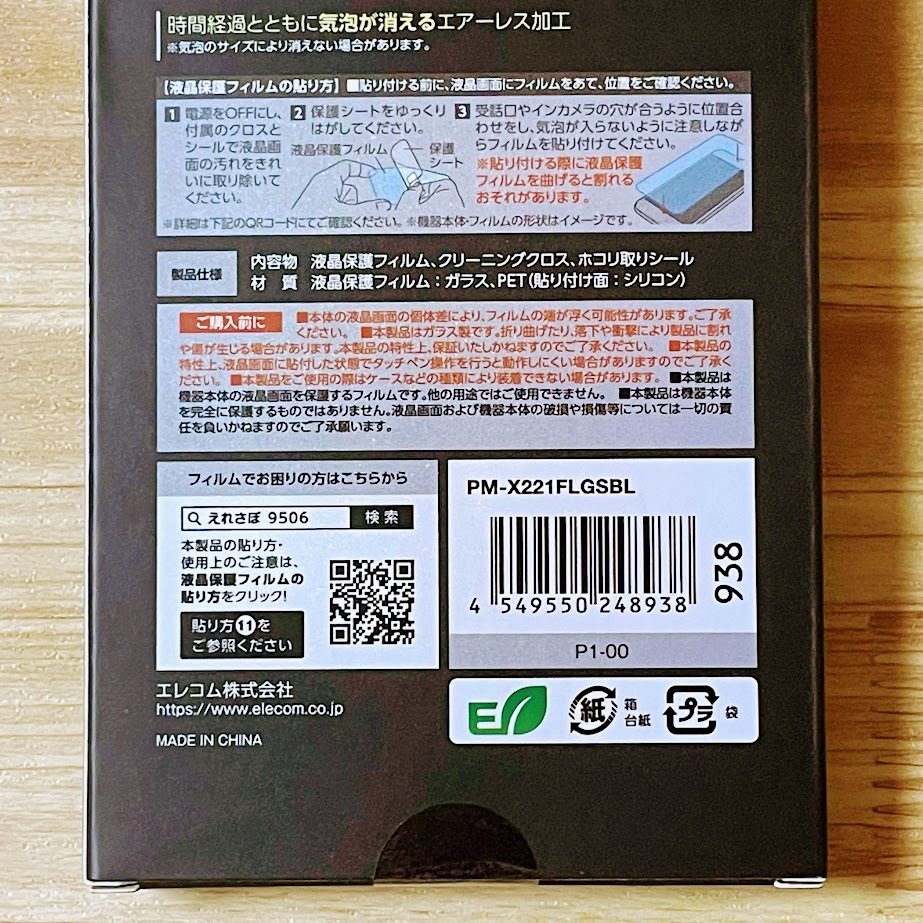 時間経過とともに気泡が消えるエアーレス加工
※気泡のサイズにより消えない場合があります。
【液晶保護フィルムの貼り方】 ■貼り付ける前に、液晶画面にフィルムをあて、位置をご確認ください。
1 電源をOFFにし、
付属のクロスと
シールで液晶画
面の汚れをきれ
いに取り除いて
ください。
2 保護シートをゆっくり
はがしてください。
液晶保護フィルム
保護
シート
3 受話口やインカメラの穴が合うように位置合
わせをし、気泡が入らないように注意しなが
らフィルムを貼り付けてください。
※貼り付ける際に液晶保護
フィルムを曲げると割れる
おそれがあります。
※詳細は下記のQRコードにてご確認ください。※機器本体・フィルムの形状はイメージです。
製品仕様
内容物 液晶保護フィルム、クリーニングクロス、ホコリ取りシール
材 質 液晶保護フィルム：ガラス、PET（貼り付け面：シリコン）
ご購入前に ■本体の液晶画面の個体差により、フィルムの端が浮く可能性があります。ご了承
ください。 ■本製品はガラス製です。折り曲げたり、落下や衝撃により製品に割れ
や傷が生じる場合があります。本製品の特性上、保証いたしかねますのでご了承ください。 ■本製品の
特性上、液晶画面に貼付した状態でタッチペン操作を行うと動作しにくい場合がありますのでご了承く
ださい。 ■本製品をご使用の際はケースなどの種類により装着できない場合があります。 ■本製品は
機器本体の液晶画面を保護するフィルムです。他の用途ではご使用できません。 ■本製品は機器本体
を完全に保護するものではありません。液晶画面および機器本体の破損や損傷等については一切の責
任を負いかねますのでご了承願います。
フィルムでお困りの方はこちらから
えれさぽ 9506 検索
本製品の貼り方・
使用上のご注意は、
液晶保護フィルムの
貼り方をクリック!
貼り方⑪を
ご参照ください
PM-X221FLGSBL
4 549550 248938
938
P1-00
エレコム株式会社
https://www.elecom.co.jp
MADE IN CHINA
紙
箱
台紙
プラ
袋